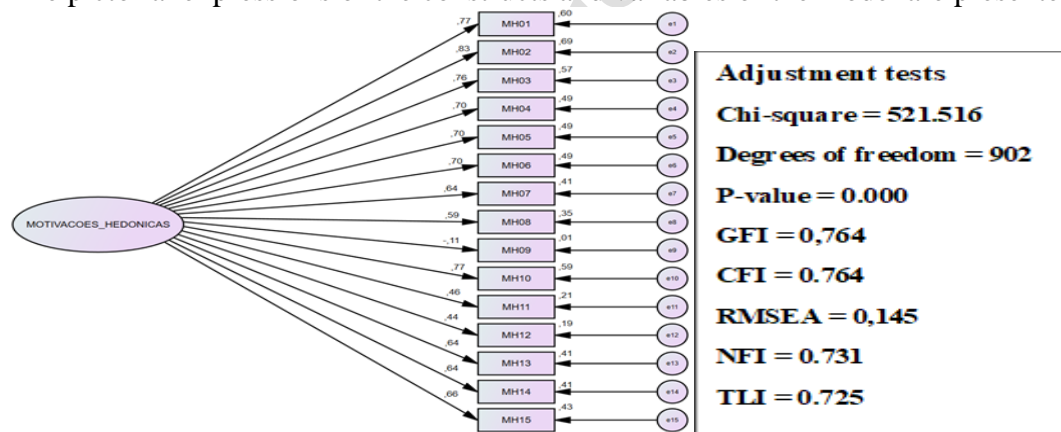 ,77
MH01
,60
e1
,83
MH02
,69
e2
,76
MH03
,57
e3
,70
MH04
,49
e4
,70
MH05
,49
e5
,70
MH06
,49
e6
,64
MH07
,41
e7
,59
MH08
,35
e8
-,11
MH09
,01
e9
,77
MH10
,59
e10
,46
MH11
,21
e11
,44
MH12
,19
e12
,64
MH13
,41
e13
,64
MH14
,41
e14
,66
MH15
,43
e15
MOTIVACOES_HEDONICAS
Adjustment tests
Chi-square = 521.516
Degrees of freedom = 902
P-value = 0.000
GFI = 0,764
CFI = 0.764
RMSEA = 0,145
NFI = 0.731
TLI = 0.725